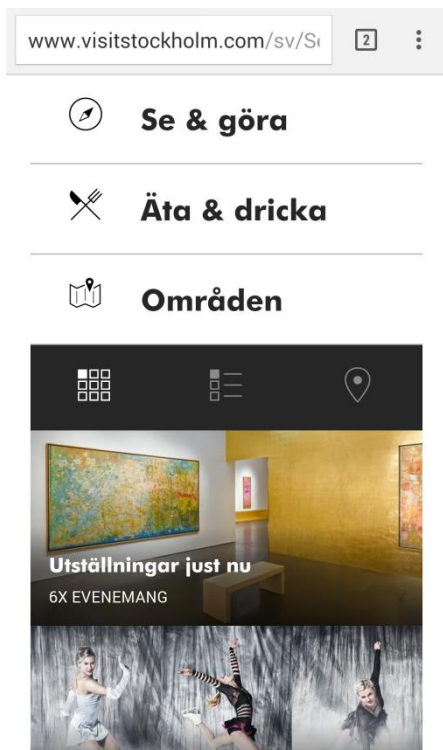 www.visitstockholm.com/sv/S
2
Se & göra
Äta & dricka
Områden
Utställningar just nu
6X EVENEMANG